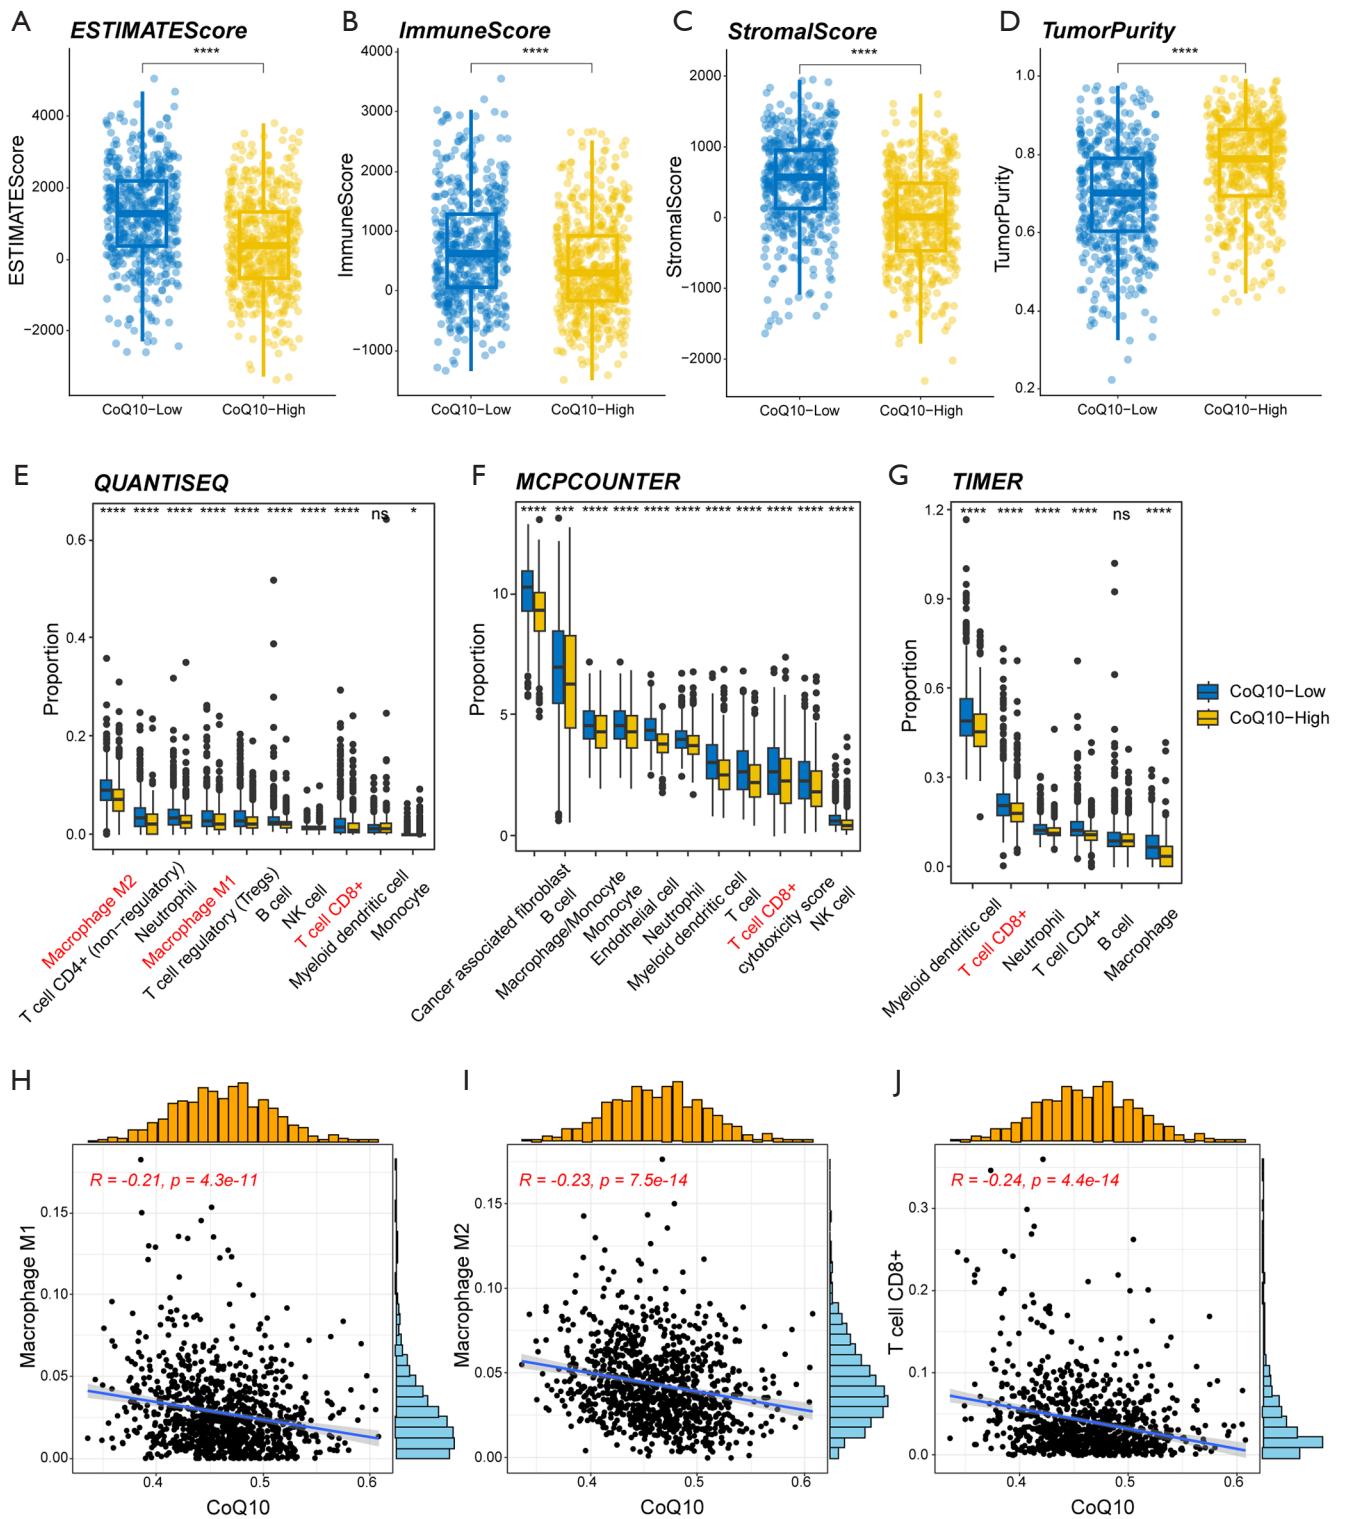 A
ESTIMATEScore
****
ESTIMATEScore
4000
2000
0
−2000
CoQ10−Low
CoQ10−High
B
ImmuneScore
****
ImmuneScore
4000
3000
2000
1000
0
−1000
CoQ10−Low
CoQ10−High
C
StromalScore
****
StromalScore
2000
1000
0
−1000
−2000
CoQ10−Low
CoQ10−High
D
TumorPurity
****
TumorPurity
1.0
0.8
0.6
0.4
0.2
CoQ10−Low
CoQ10−High
E
QUANTISEQ
**** **** **** **** **** **** **** **** ns *
Proportion
0.6
0.4
0.2
0.0
Macrophage M2
T cell CD4+ (non−regulatory)
Neutrophil
Macrophage M1
T cell regulatory (Tregs)
B cell
NK cell
T cell CD8+
Myeloid dendritic cell
Monocyte
F
MCPCOUNTER
**** *** **** **** **** **** **** **** **** **** ****
Proportion
10
5
0
Cancer associated fibroblast
B cell
Macrophage/Monocyte
Monocyte
Endothelial cell
Neutrophil
Myeloid dendritic cell
T cell
T cell CD8+
cytotoxicity score
NK cell
G
TIMER
**** **** **** **** ns ****
Proportion
1.2
0.9
0.6
0.3
0.0
Myeloid dendritic cell
T cell CD8+
Neutrophil
T cell CD4+
B cell
Macrophage
CoQ10−Low
CoQ10−High
H
R = -0.21, p = 4.3e-11
Macrophage M1
0.15
0.10
0.05
0.00
0.4
0.5
0.6
CoQ10
I
R = -0.23, p = 7.5e-14
Macrophage M2
0.15
0.10
0.05
0.00
0.4
0.5
0.6
CoQ10
J
R = -0.24, p = 4.4e-14
T cell CD8+
0.3
0.2
0.1
0.0
0.4
0.5
0.6
CoQ10